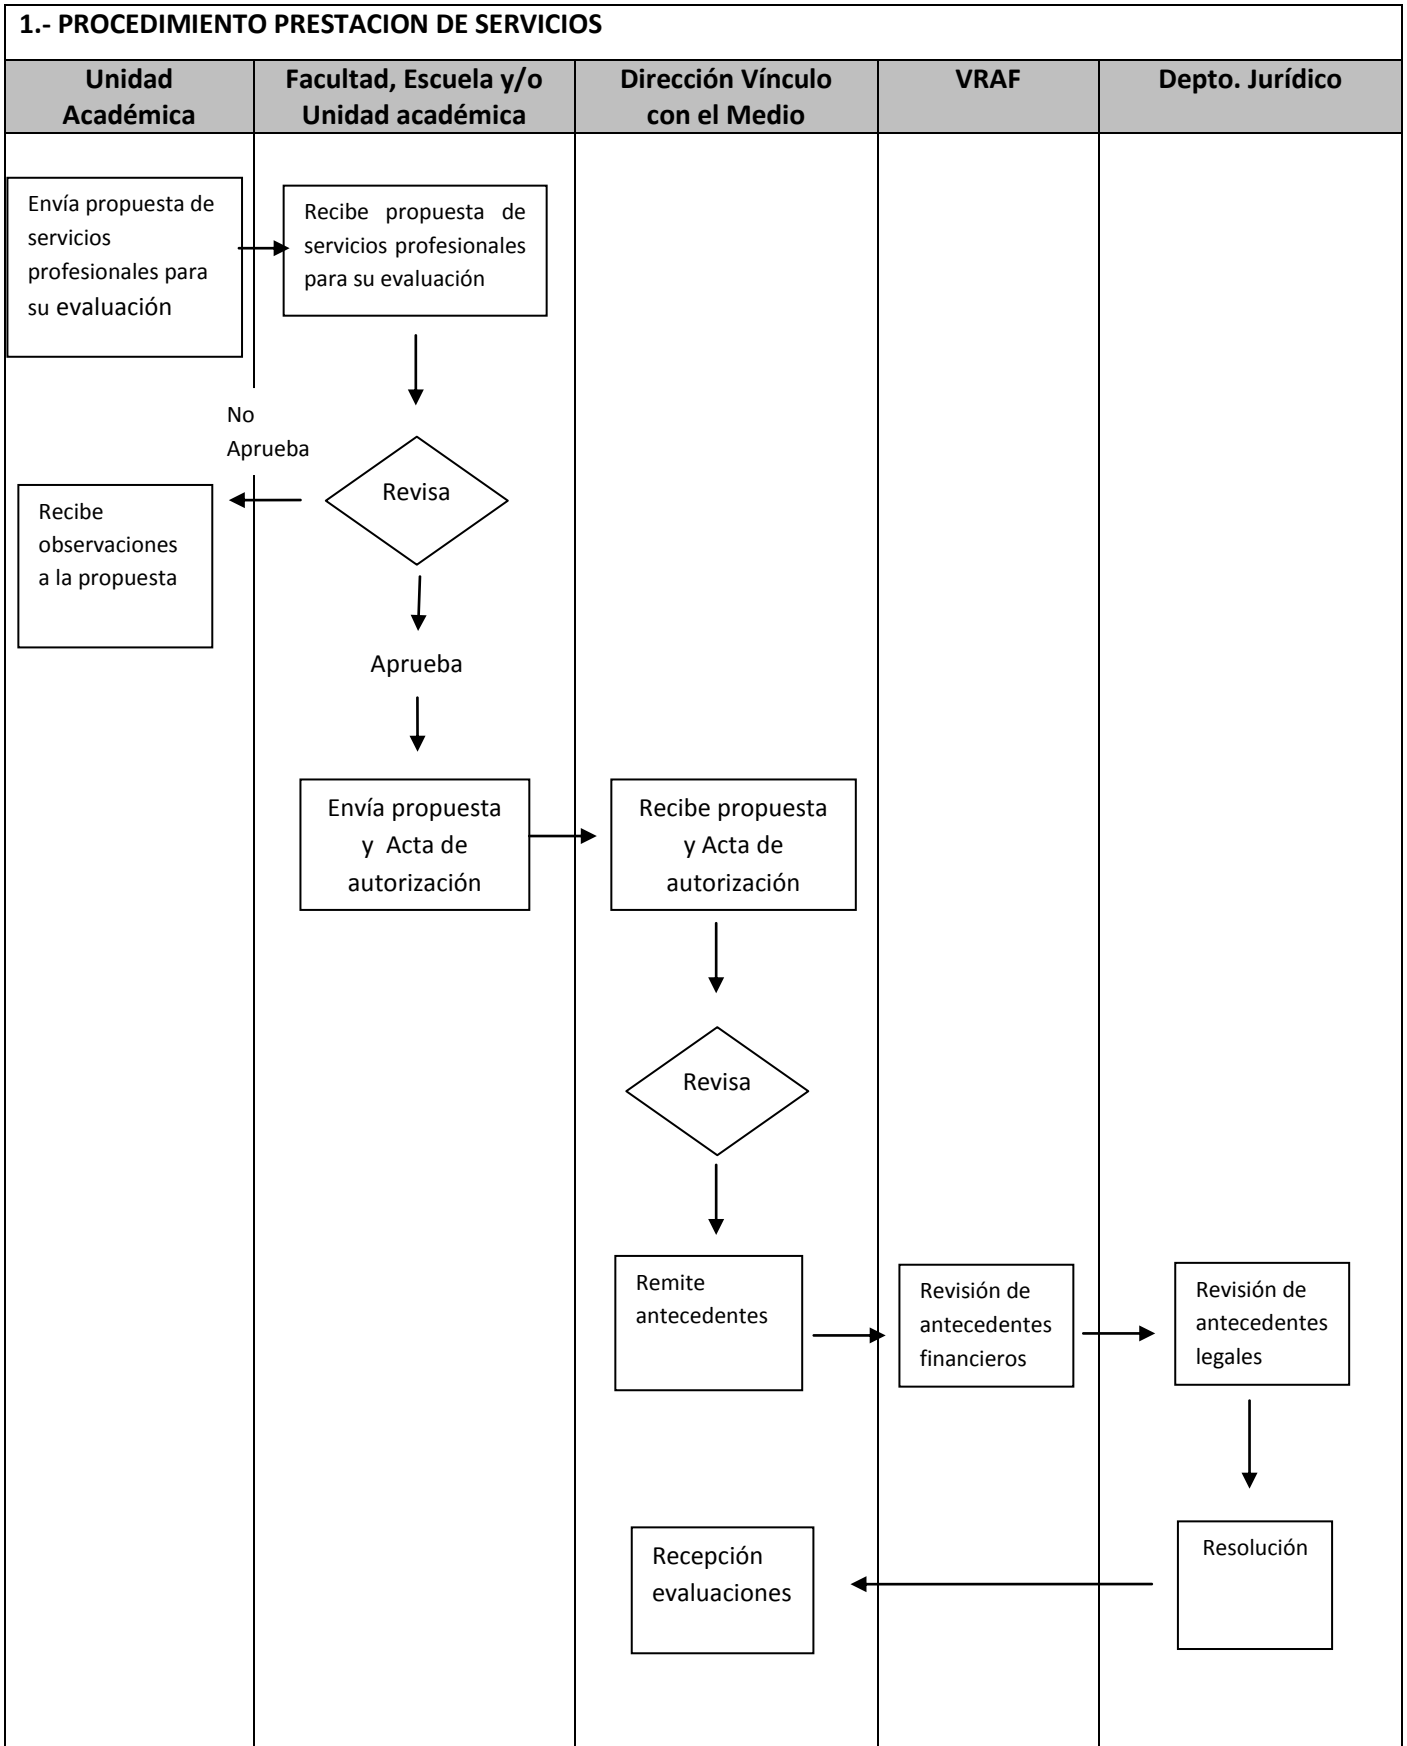 1.- PROCEDIMIENTO PRESTACION DE SERVICIOS
Unidad
Académica
Facultad, Escuela y/o
Unidad académica
Dirección Vínculo
con el Medio
VRAF
Depto. Jurídico
Envía propuesta de
servicios
profesionales para
su evaluación
Recibe propuesta de
servicios profesionales
para su evaluación
No
Aprueba
Revisa
Recibe
observaciones
a la propuesta
Aprueba
Envía propuesta
y Acta de
autorización
Recibe propuesta
y Acta de
autorización
Revisa
Remite
antecedentes
Revisión de
antecedentes
financieros
Revisión de
antecedentes
legales
Recepción
evaluaciones
Resolución